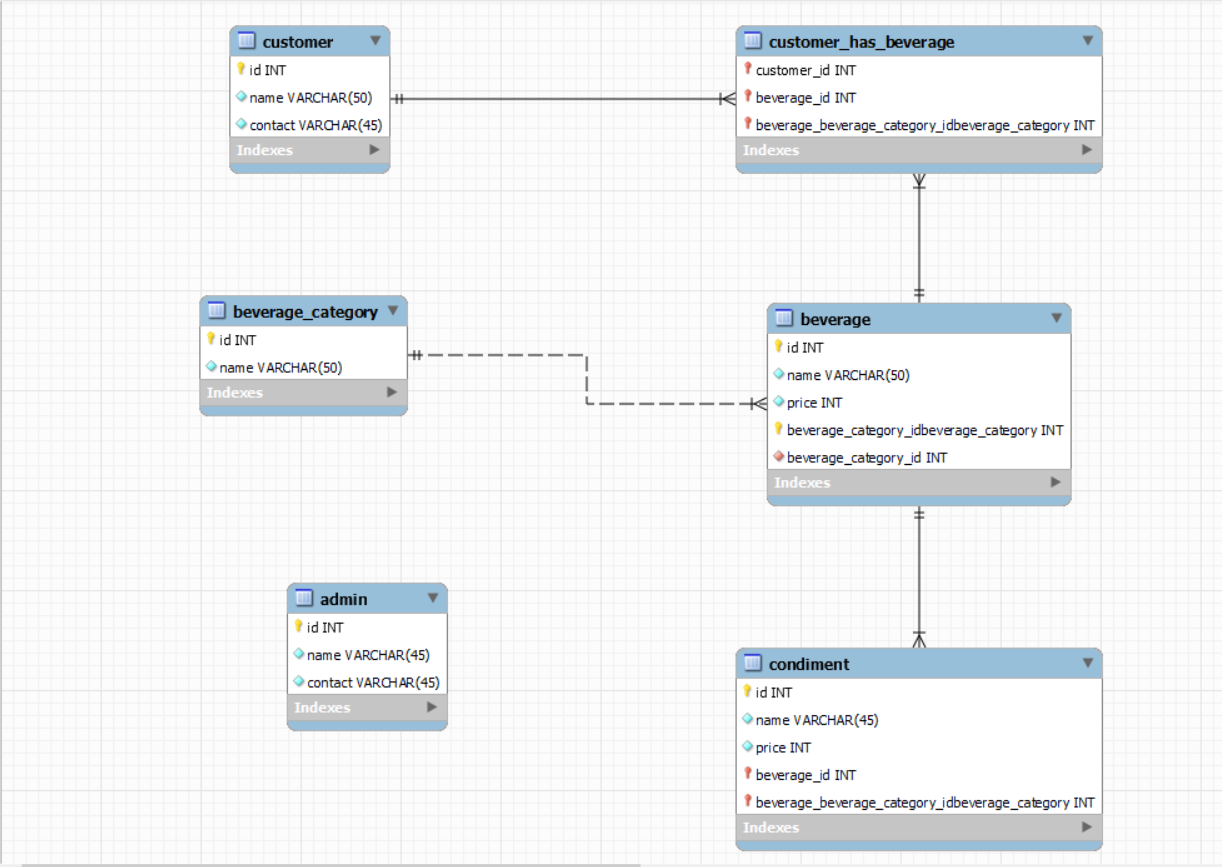 customer
id INT
name VARCHAR(50)
contact VARCHAR(45)
Indexes
customer_has_beverage
customer_id INT
beverage_id INT
beverage_beverage_category_idbeverage_category INT
Indexes
beverage_category
id INT
name VARCHAR(50)
Indexes
beverage
id INT
name VARCHAR(50)
price INT
beverage_category_idbeverage_category INT
beverage_category_id INT
Indexes
admin
id INT
name VARCHAR(45)
contact VARCHAR(45)
Indexes
condiment
id INT
name VARCHAR(45)
price INT
beverage_id INT
beverage_beverage_category_idbeverage_category INT
Indexes